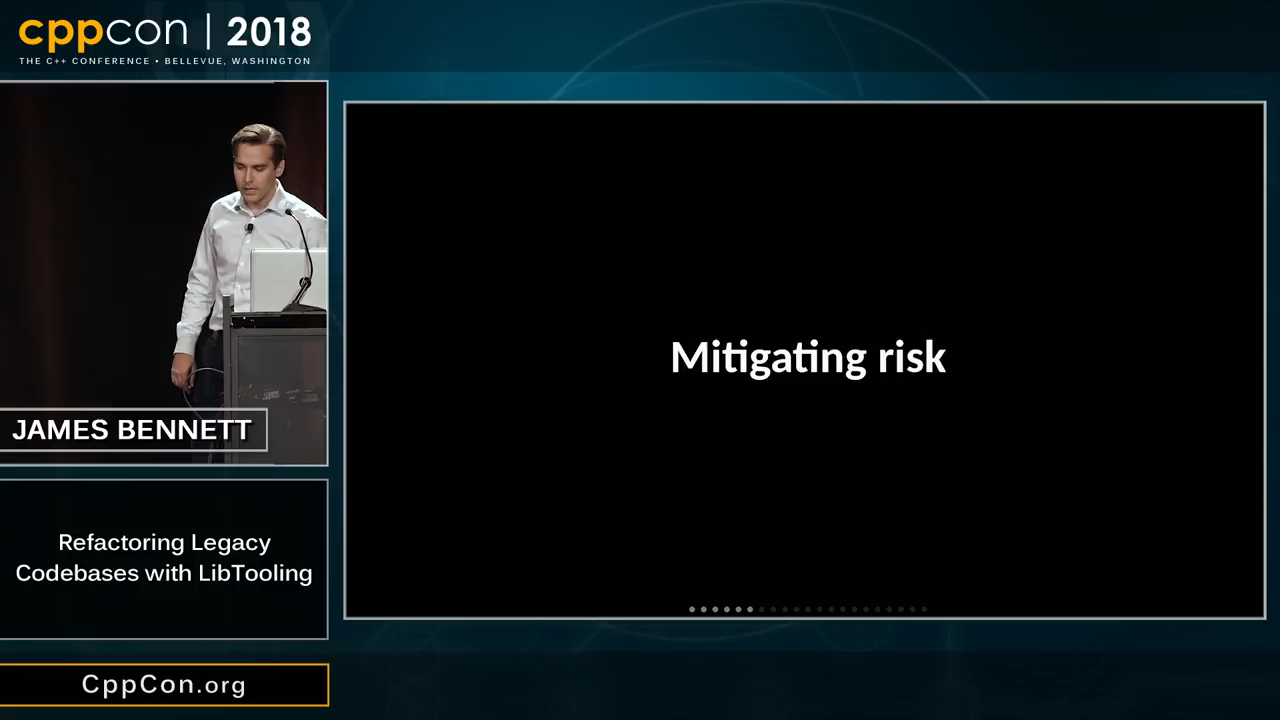 cppcon | 2018
THE C++ CONFERENCE • BELLEVUE, WASHINGTON
JAMES BENNETT
Refactoring Legacy
Codebases with LibTooling
CppCon.org
Mitigating risk